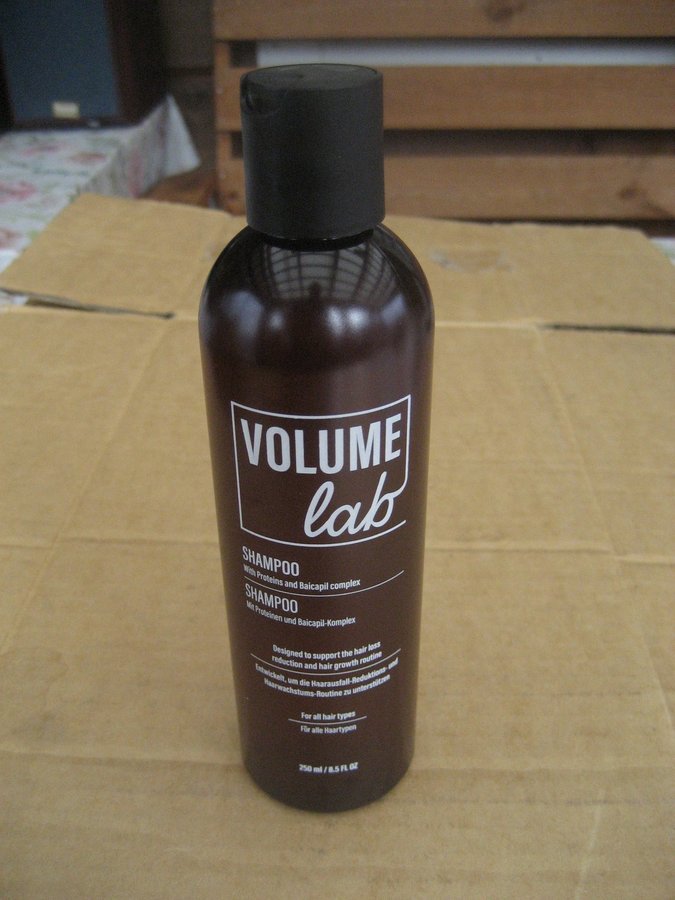 VOLUME
lab
SHAMPOO
With Proteins and Baicapil complex
SHAMPOO
Mit Proteinen und Baicapil-Komplex
Designed to support the hair loss
reduction and hair growth routine
Entwickelt, um die Haarausfall-Reduktions- und
Haarwachstums-Routine zu unterstützen
For all hair types
Für alle Haartypen
250 ml / 8.5 FL OZ